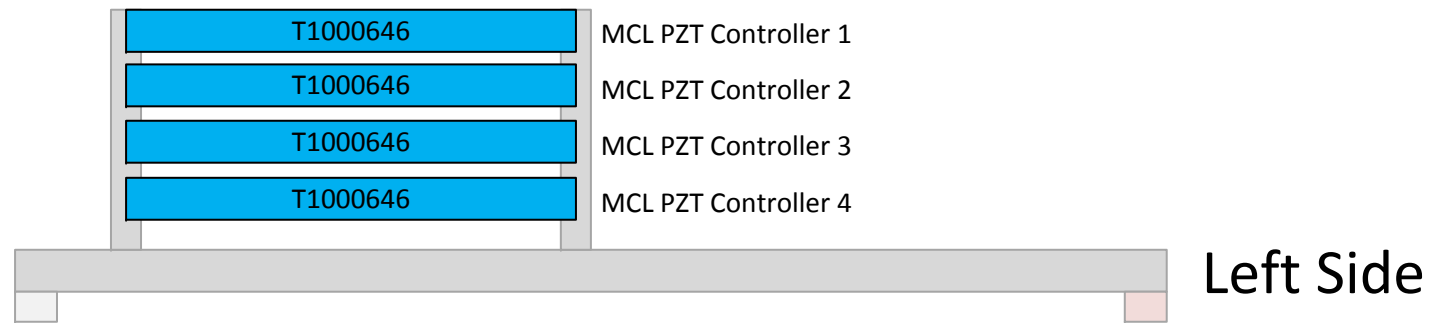 T1000646 MCL PZT Controller 1
T1000646 MCL PZT Controller 2
T1000646 MCL PZT Controller 3
T1000646 MCL PZT Controller 4
Left Side